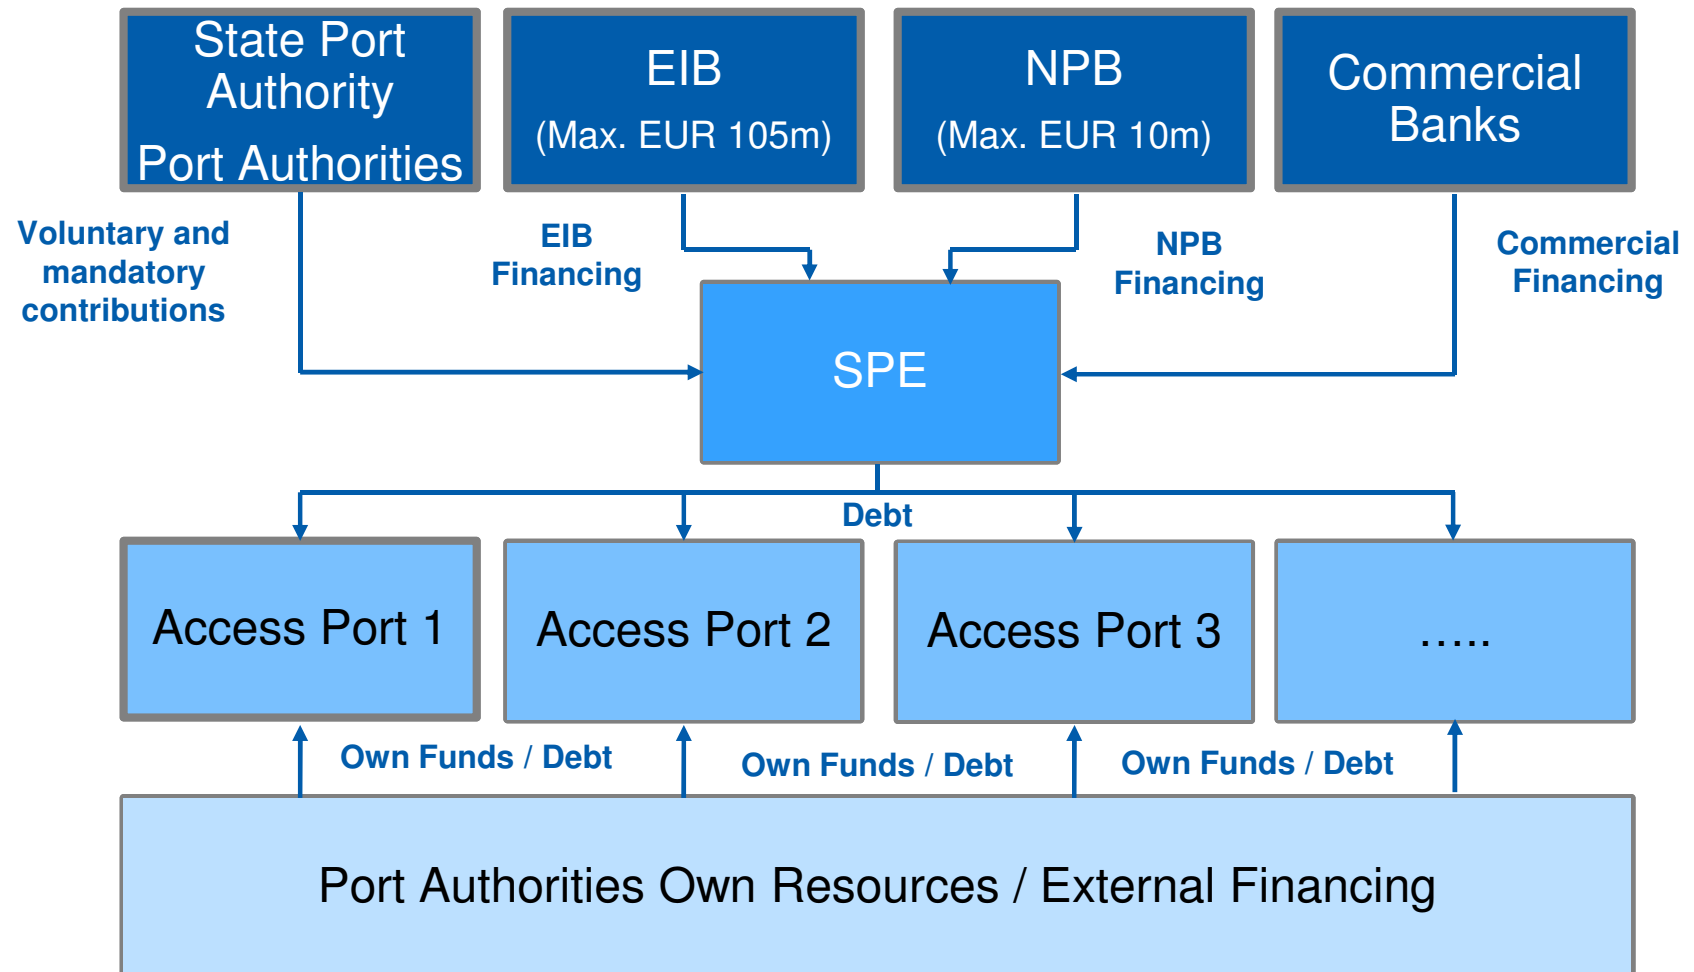 State Port
Authority
Port Authorities
EIB
(Max. EUR 105m)
NPB
(Max. EUR 10m)
Commercial
Banks
Voluntary and
mandatory
contributions
EIB
Financing
NPB
Financing
Commercial
Financing
SPE
Debt
Access Port 1
Access Port 2
Access Port 3
…..
Own Funds / Debt
Own Funds / Debt
Own Funds / Debt
Port Authorities Own Resources / External Financing